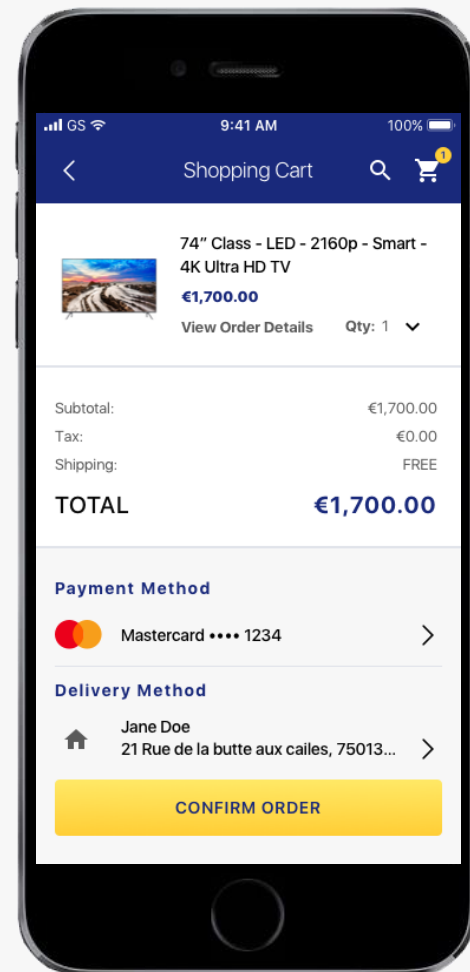 GS 9:41 AM 100%
Shopping Cart 1
74” Class - LED - 2160p - Smart -
4K Ultra HD TV
€1,700.00
View Order Details Qty: 1
Subtotal: €1,700.00
Tax: €0.00
Shipping: FREE
TOTAL €1,700.00
Payment Method
Mastercard •••• 1234
Delivery Method
Jane Doe
21 Rue de la butte aux cailes, 75013...
CONFIRM ORDER